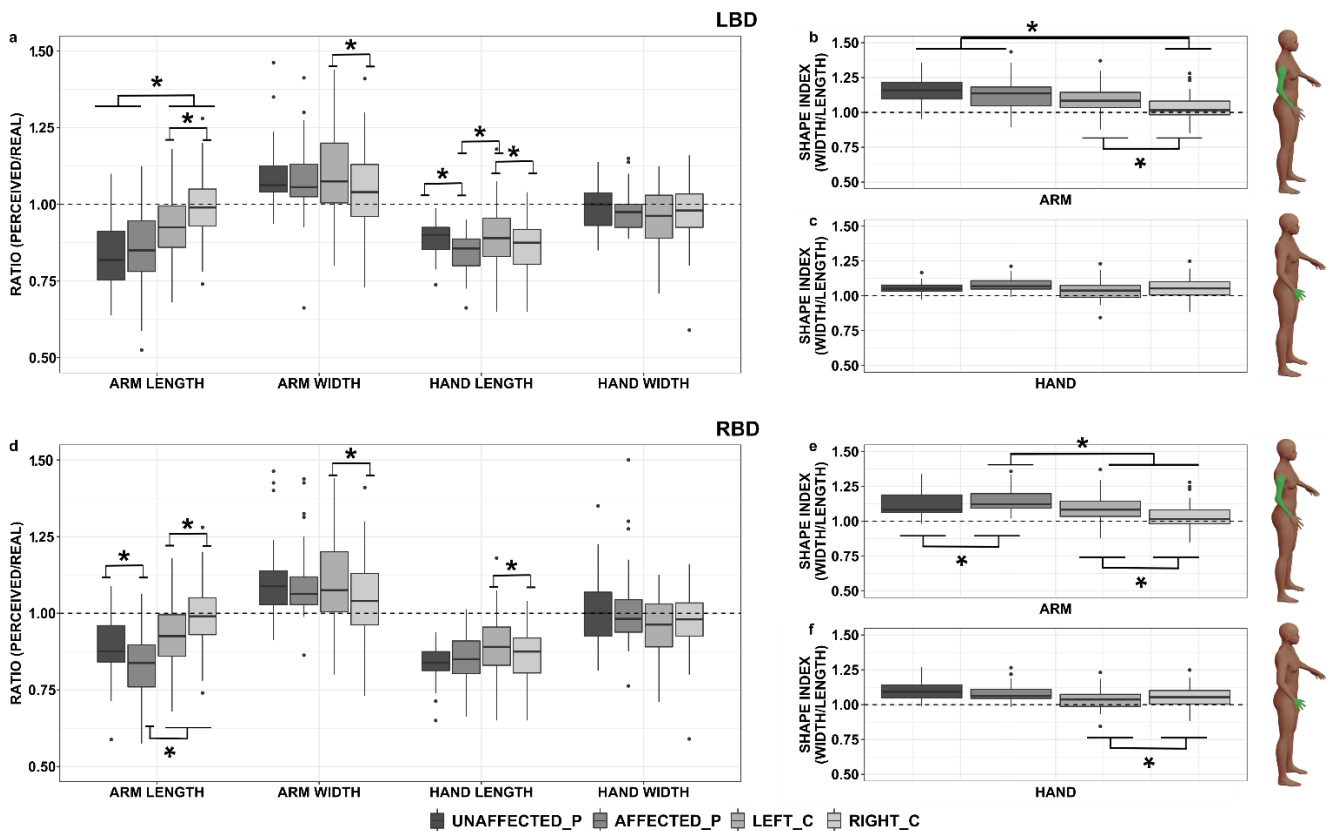 LBD
a
RATIO (PERCEIVED/REAL)
1.50
1.25
1.00
0.75
0.50
*
*
*
*
*
*
ARM LENGTH ARM WIDTH HAND LENGTH HAND WIDTH
b
SHAPE INDEX
(WIDTH/LENGTH)
1.50
1.25
1.00
0.75
0.50
*
*
ARM
c
SHAPE INDEX
(WIDTH/LENGTH)
1.50
1.25
1.00
0.75
0.50
HAND
RBD
d
RATIO (PERCEIVED/REAL)
1.50
1.25
1.00
0.75
0.50
*
*
*
*
*
ARM LENGTH ARM WIDTH HAND LENGTH HAND WIDTH
e
SHAPE INDEX
(WIDTH/LENGTH)
1.50
1.25
1.00
0.75
0.50
*
*
*
ARM
f
SHAPE INDEX
(WIDTH/LENGTH)
1.50
1.25
1.00
0.75
0.50
*
HAND
UNAFFECTED_P AFFECTED_P LEFT_C RIGHT_C